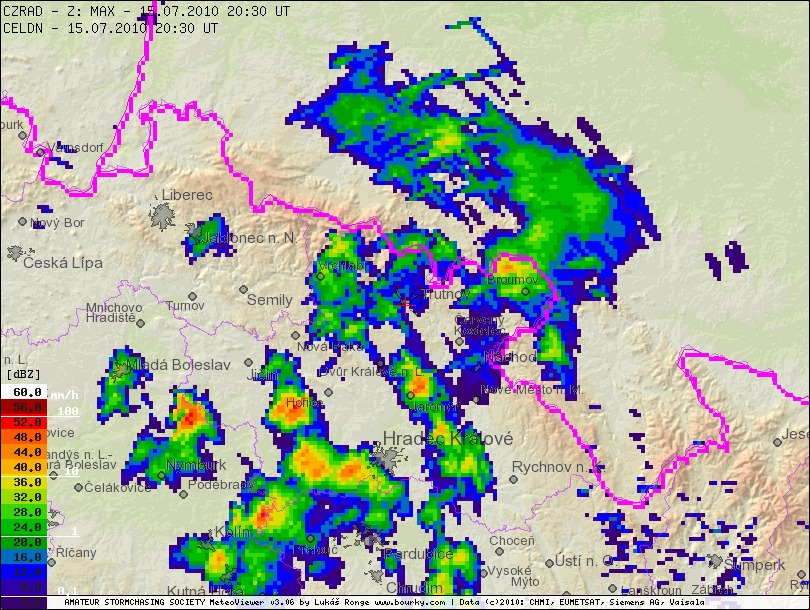 CZRAD - Z: MAX - 15.07.2010 20:30 UT
CELDN - 15.07.2010 20:30 UT
Varnsdorf
Liberec
Nový Bor
Jablonec n. N.
Česká Lípa
Vrchlabí
Broumov
Trutnov
Semily
Turnov
Mnichovo
Hradiště
Nová Paka
Náchod
n. L.
Mladá Boleslav
Jičín
Dvůr Králové n. L.
[dBZ]
Nové Město n. M.
60.0 mm/h
56.0 100
52.0
48.0
44.0
40.0 10
36.0
32.0
28.0
24.0 1
20.0
16.0
0.1
Hořice
Jaroměř
Hradec Králové
Rychnov n.
Nymburk
Poděbrady
Čelákovice
Kolín
Říčany
Pardubice
Choceň
Ústí n. O.
Vysoké
Mýto
Šumperk
Kutná Hora
Chrudim
Lanškroun
Zábřeh
AMATEUR STORMCHASING SOCIETY MeteoViewer v3.06 by Lukáš Ronge www.bourky.com | Data (c)2010: CHMI, EUMETSAT, Siemens AG, Vaisala